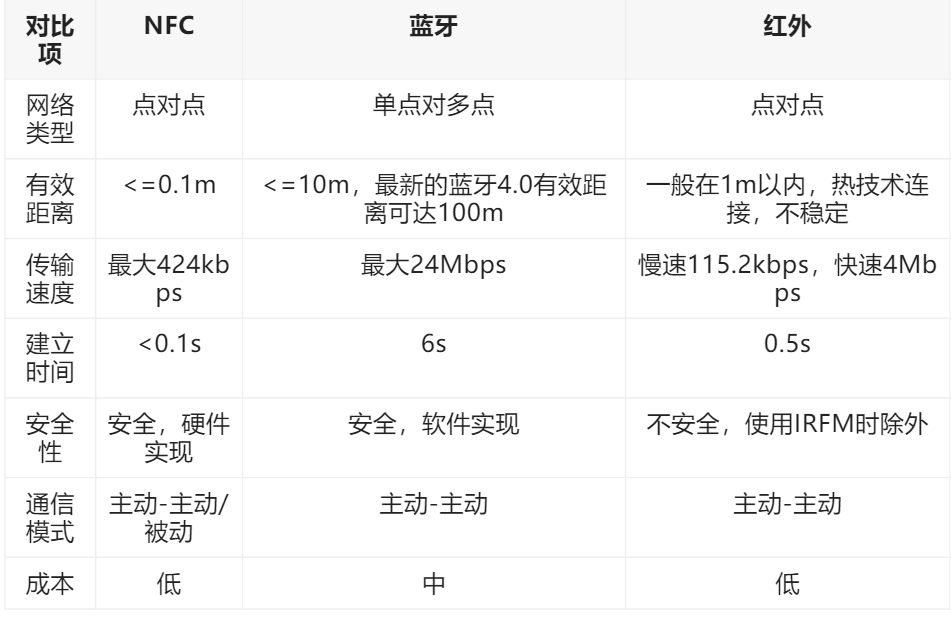 对比 NFC 蓝牙 红外
项
网络 点对点 单点对多点 点对点
类型
有效 <=0.1m <=10m，最新的蓝牙4.0有效距 一般在1m以内，热技术连
距离 离可达100m 接，不稳定
传输 最大424kb 最大24Mbps 慢速115.2kbps，快速4Mb
速度 ps ps
建立 <0.1s 6s 0.5s
时间
安全 安全，硬件 安全，软件实现 不安全，使用IRFM时除外
性 实现
通信 主动-主动/ 主动-主动 主动-主动
模式 被动
成本 低 中 低